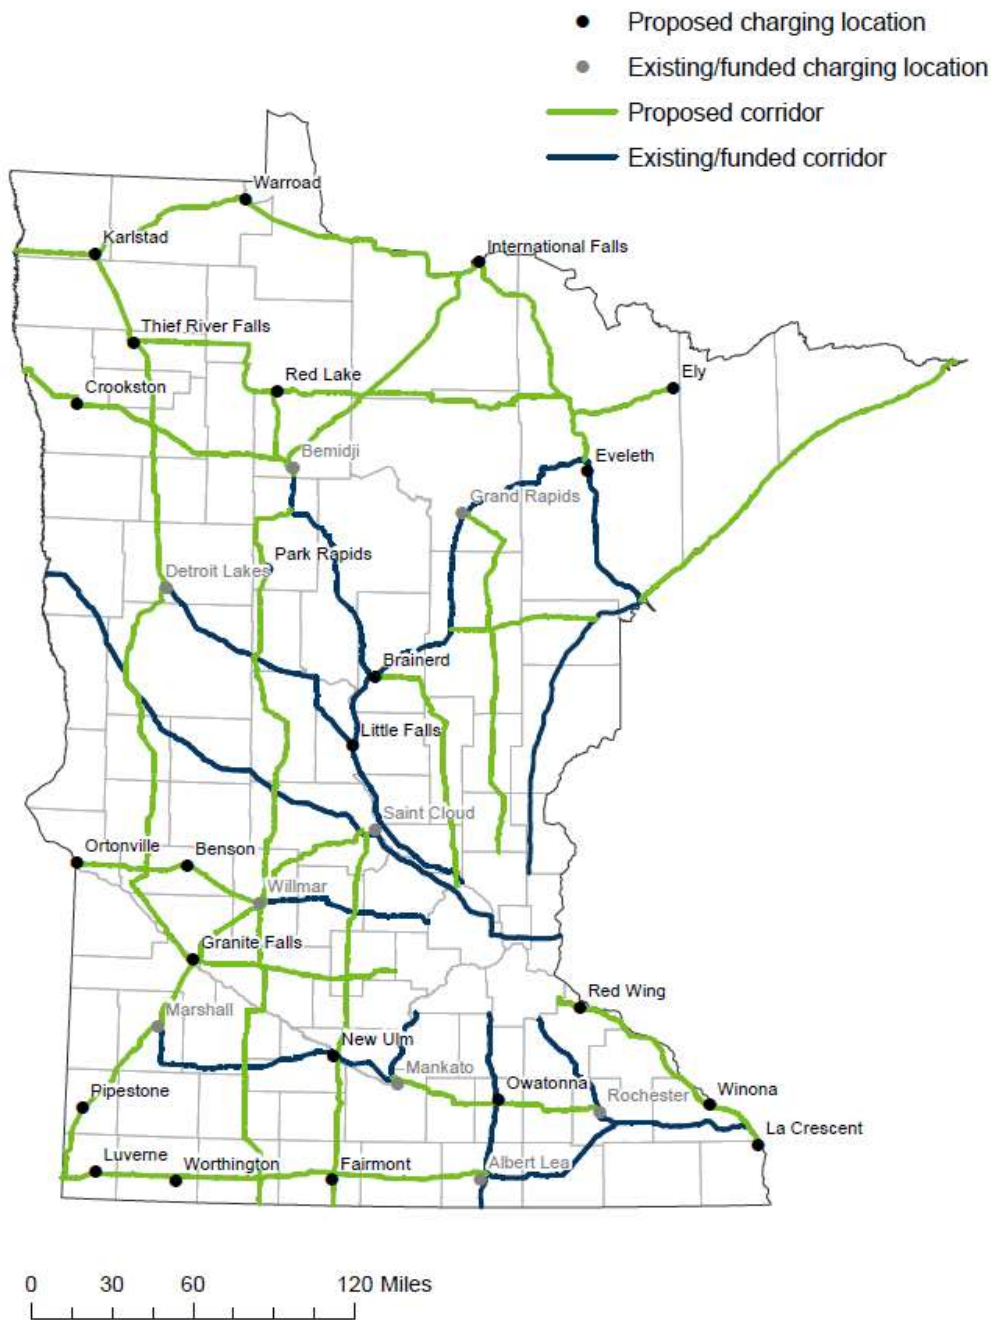 Proposed charging location
Existing/funded charging location
Proposed corridor
Existing/funded corridor
Warroad
Karlstad
International Falls
Thief River Falls
Red Lake
Ely
Crookston
Bemidji
Eveleth
Grand Rapids
Park Rapids
Detroit Lakes
Brainerd
Little Falls
Saint Cloud
Ortonville
Benson
Willmar
Granite Falls
Red Wing
Marshall
New Ulm
Mankato
Owatonna
Rochester
Winona
Pipestone
La Crescent
Luverne
Worthington
Fairmont
Albert Lea
0 30 60 120 Miles